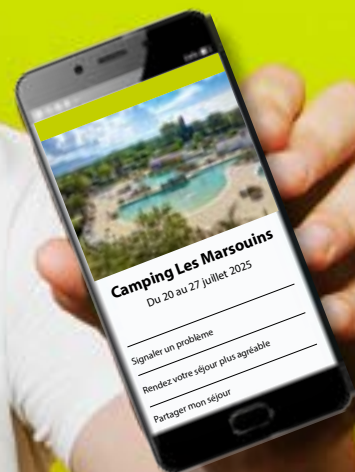 Camping Les Marsouins
Du 20 au 27 juillet 2025
Signaler un problème
Rendez votre séjour plus agréable
Partager mon séjour